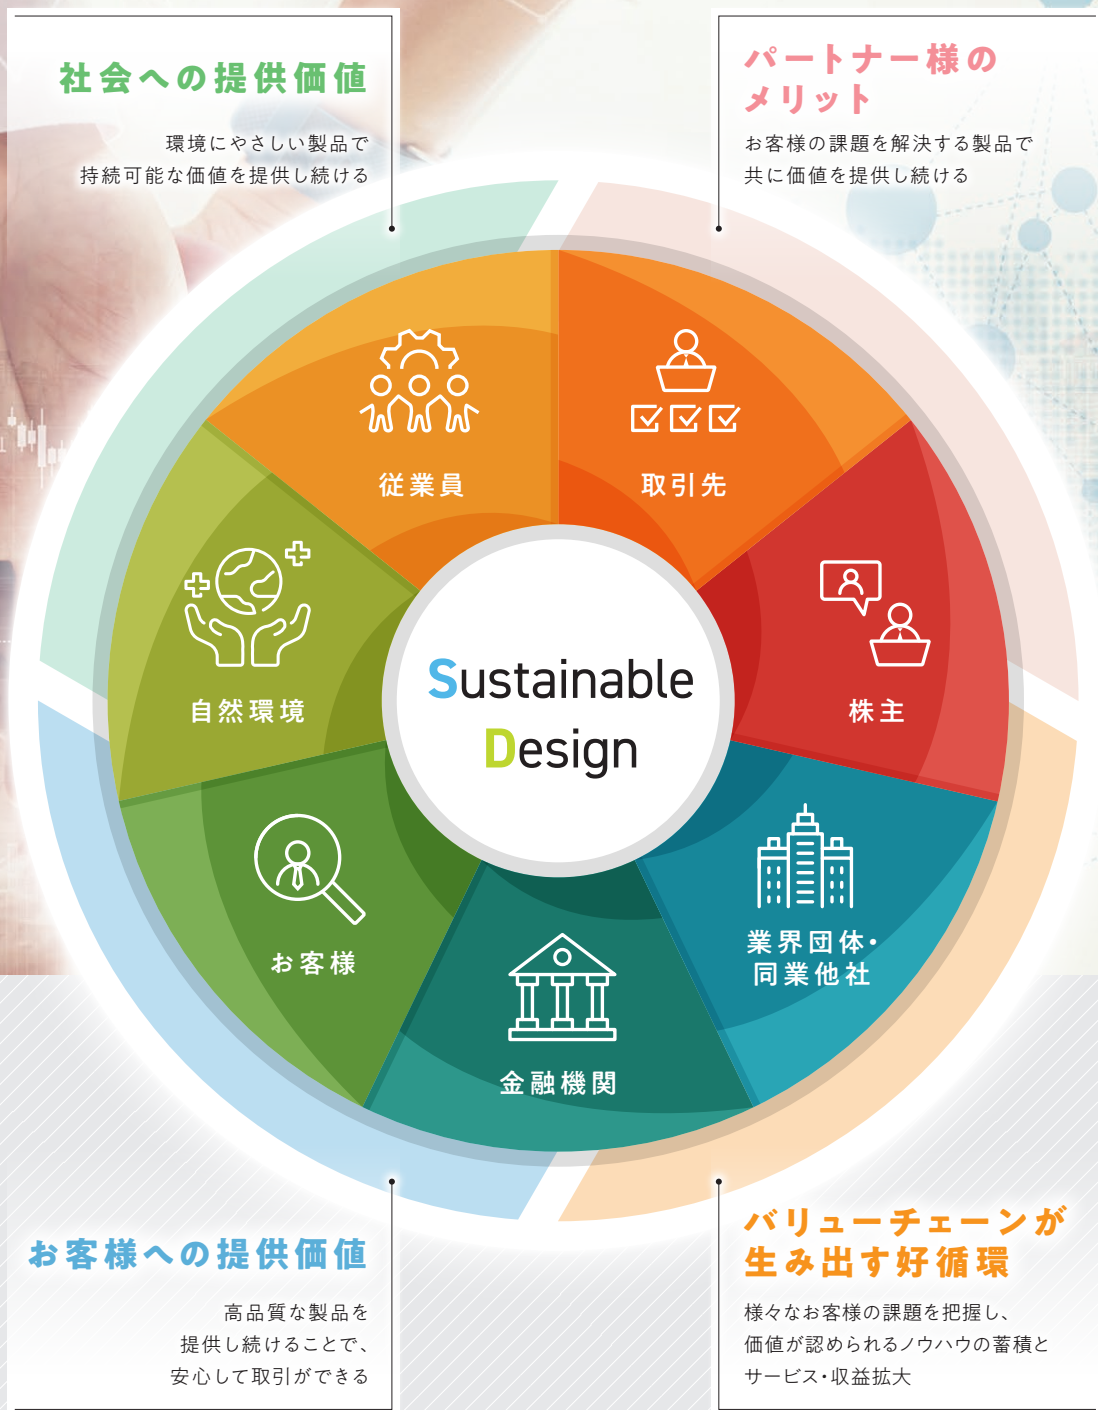 社会への提供価値
環境にやさしい製品で
持続可能な価値を提供し続ける
パートナー様の
メリット
お客様の課題を解決する製品で
共に価値を提供し続ける
従業員
取引先
自然環境
株主
Sustainable
Design
お客様
業界団体・
同業他社
金融機関
お客様への提供価値
高品質な製品を
提供し続けることで、
安心して取引ができる
バリューチェーンが
生み出す好循環
様々なお客様の課題を把握し、
価値が認められるノウハウの蓄積と
サービス・収益拡大